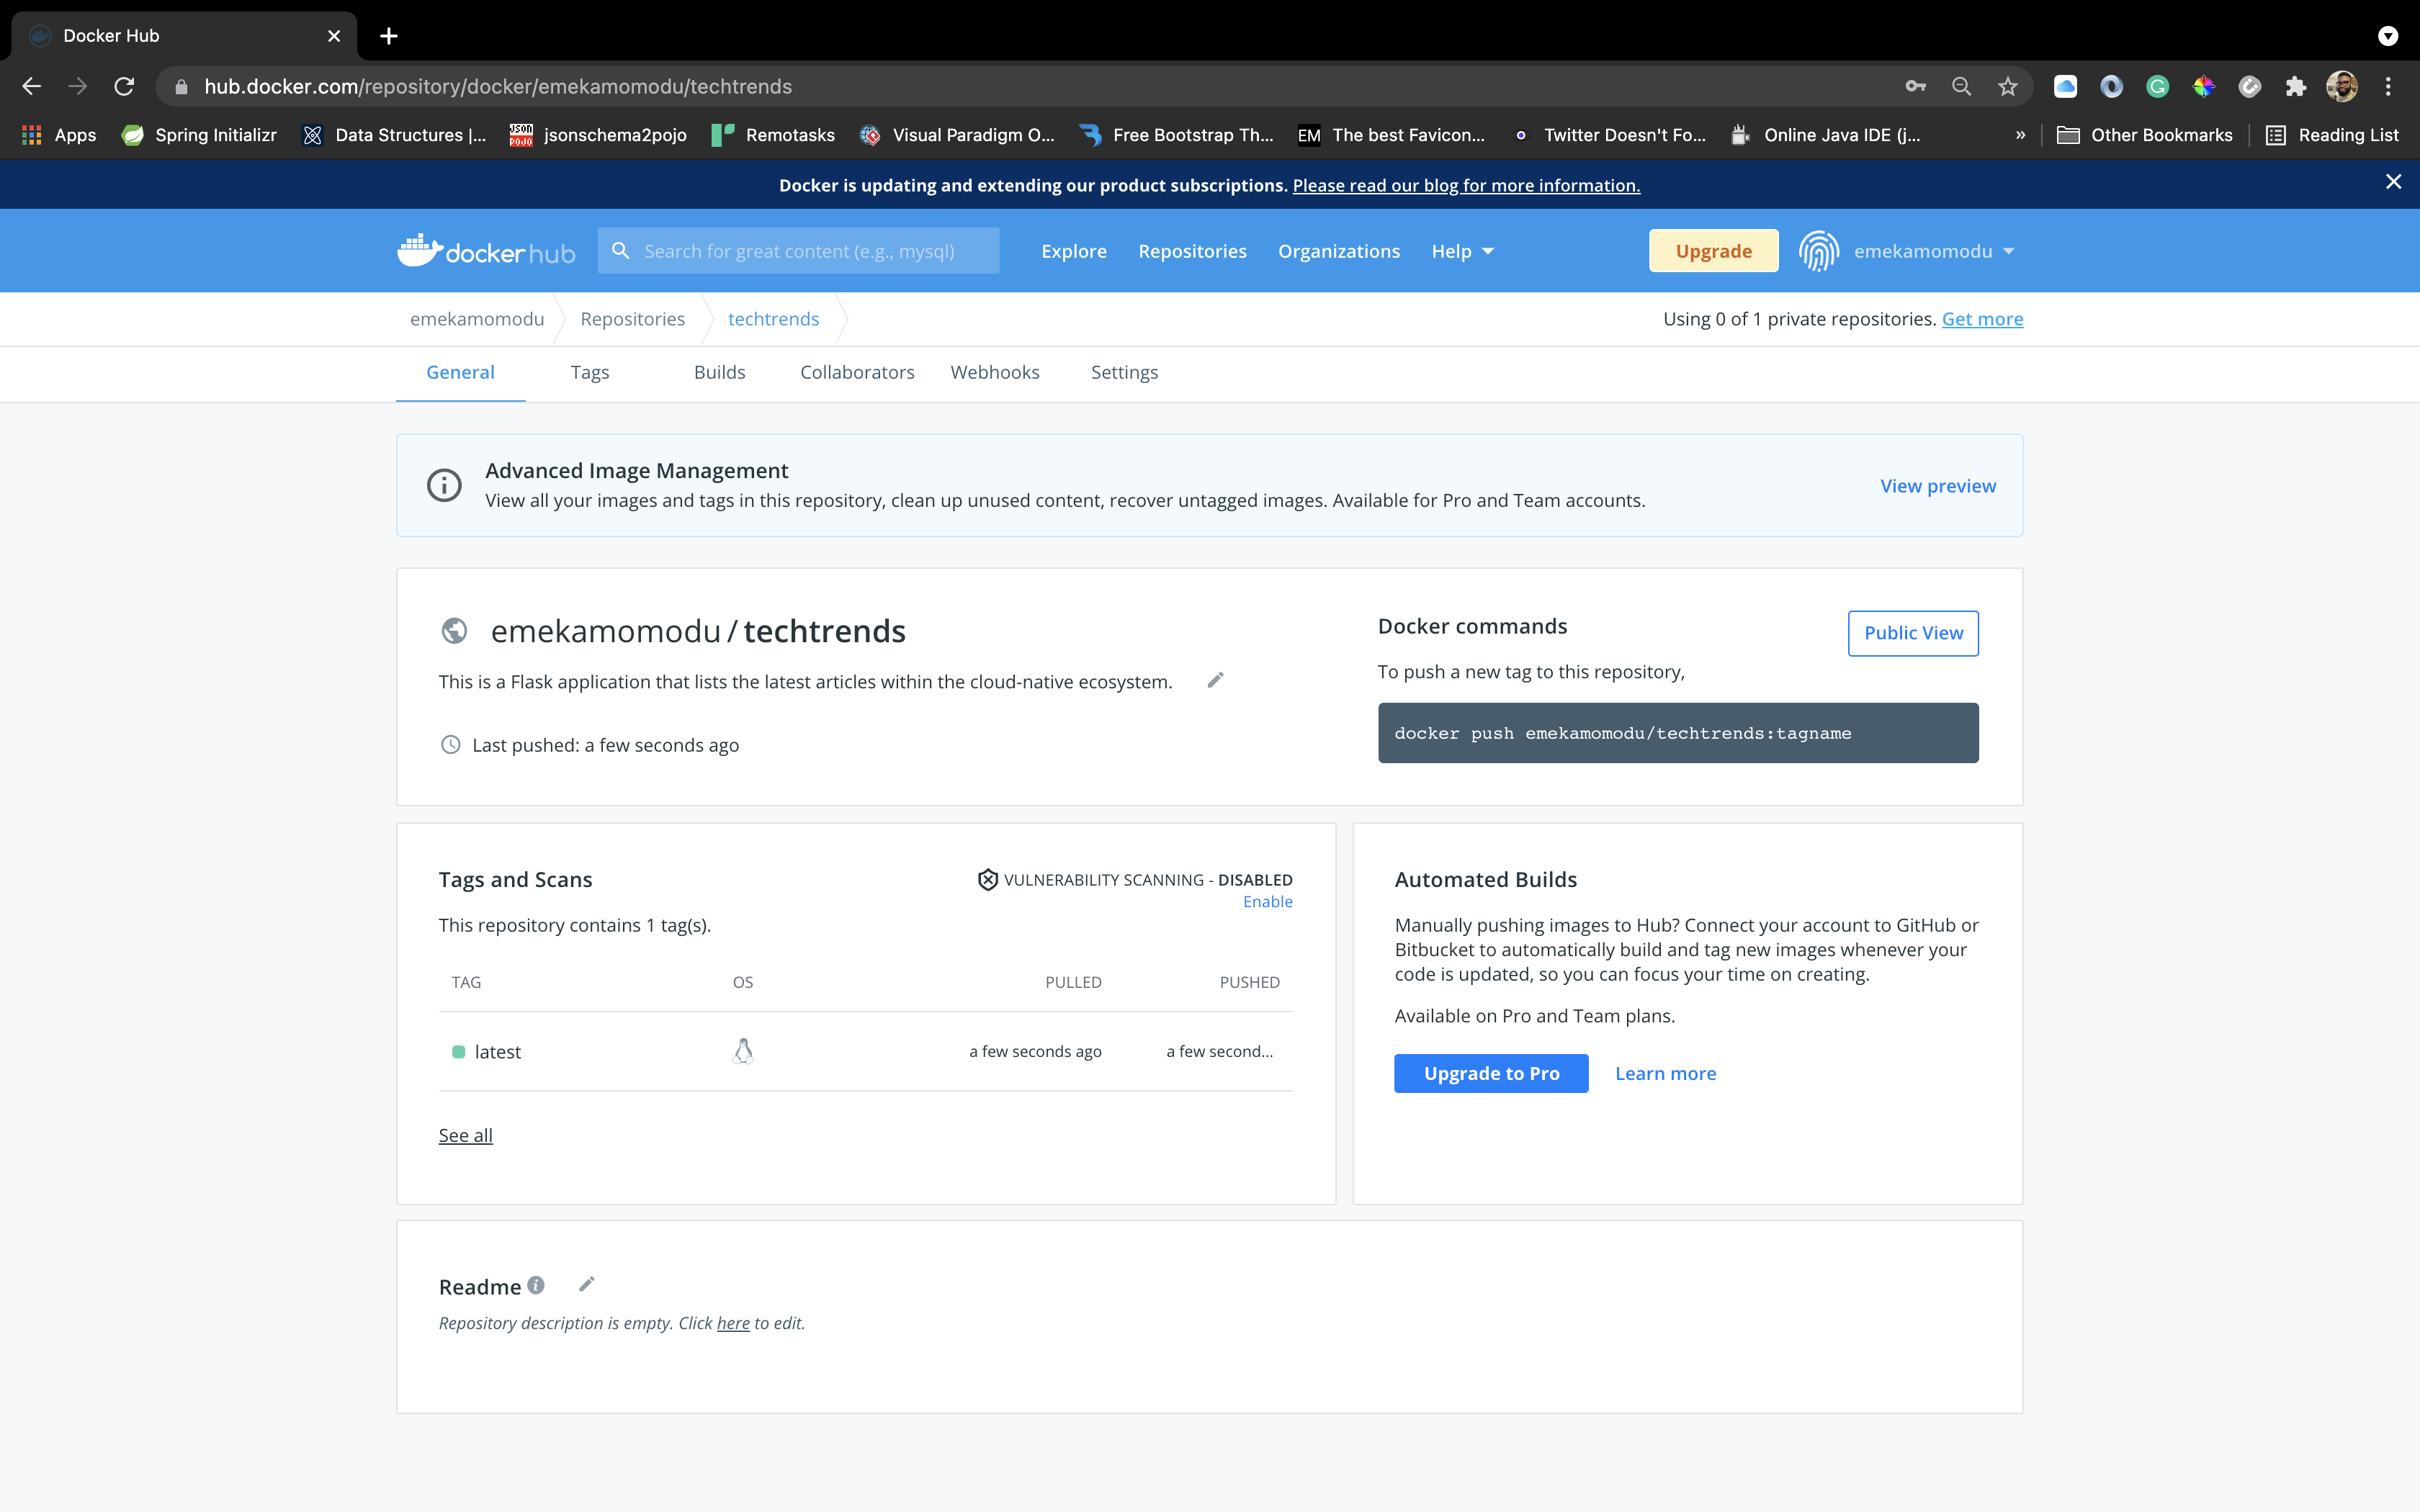 Docker Hub
hub.docker.com/repository/docker/emekamomodu/techtrends
Apps
Spring Initializr
Data Structures |...
JSON
POJO
jsonschema2pojo
Remotasks
Visual Paradigm O...
Free Bootstrap Th...
EM
The best Favicon...
Twitter Doesn't Fo...
Online Java IDE (j...
»
Other Bookmarks
Reading List
Docker is updating and extending our product subscriptions. Please read our blog for more information.
dockerhub
Search for great content (e.g., mysql)
Explore
Repositories
Organizations
Help
Upgrade
emekamomodu
emekamomodu
Repositories
techtrends
Using 0 of 1 private repositories. Get more
General
Tags
Builds
Collaborators
Webhooks
Settings
Advanced Image Management
View all your images and tags in this repository, clean up unused content, recover untagged images. Available for Pro and Team accounts.
View preview
emekamomodu / techtrends
This is a Flask application that lists the latest articles within the cloud-native ecosystem.
Last pushed: a few seconds ago
Docker commands
Public View
To push a new tag to this repository,
docker push emekamomodu/techtrends:tagname
Tags and Scans
VULNERABILITY SCANNING - DISABLED
Enable
This repository contains 1 tag(s).
TAG
OS
PULLED
PUSHED
latest
a few seconds ago
a few second...
See all
Automated Builds
Manually pushing images to Hub? Connect your account to GitHub or
Bitbucket to automatically build and tag new images whenever your
code is updated, so you can focus your time on creating.
Available on Pro and Team plans.
Upgrade to Pro
Learn more
Readme
Repository description is empty. Click here to edit.